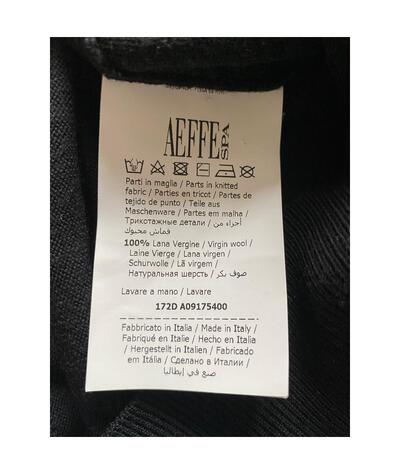 AEFFE SPA
Parti in maglia / Parts in knitted
fabric / Parties en tricot / Partes de
tejido de punto / Teile aus
Maschenware / Partes em malha /
Трикотажные детали / أجزاء من
قماش محبوك
100% Lana Vergine / Virgin wool /
Laine Vierge / Lana virgen /
Schurwolle / Lã virgem /
Натуральная шерсть / صوف بكر
Lavare a mano / Lavare
172D A09175400
Fabbricato in Italia / Made in Italy /
Fabriqué en Italie / Hecho en Italia
/ Hergestellt in Italien / Fabricado
em Itália / Сделано в Италии /
صنع في إيطاليا